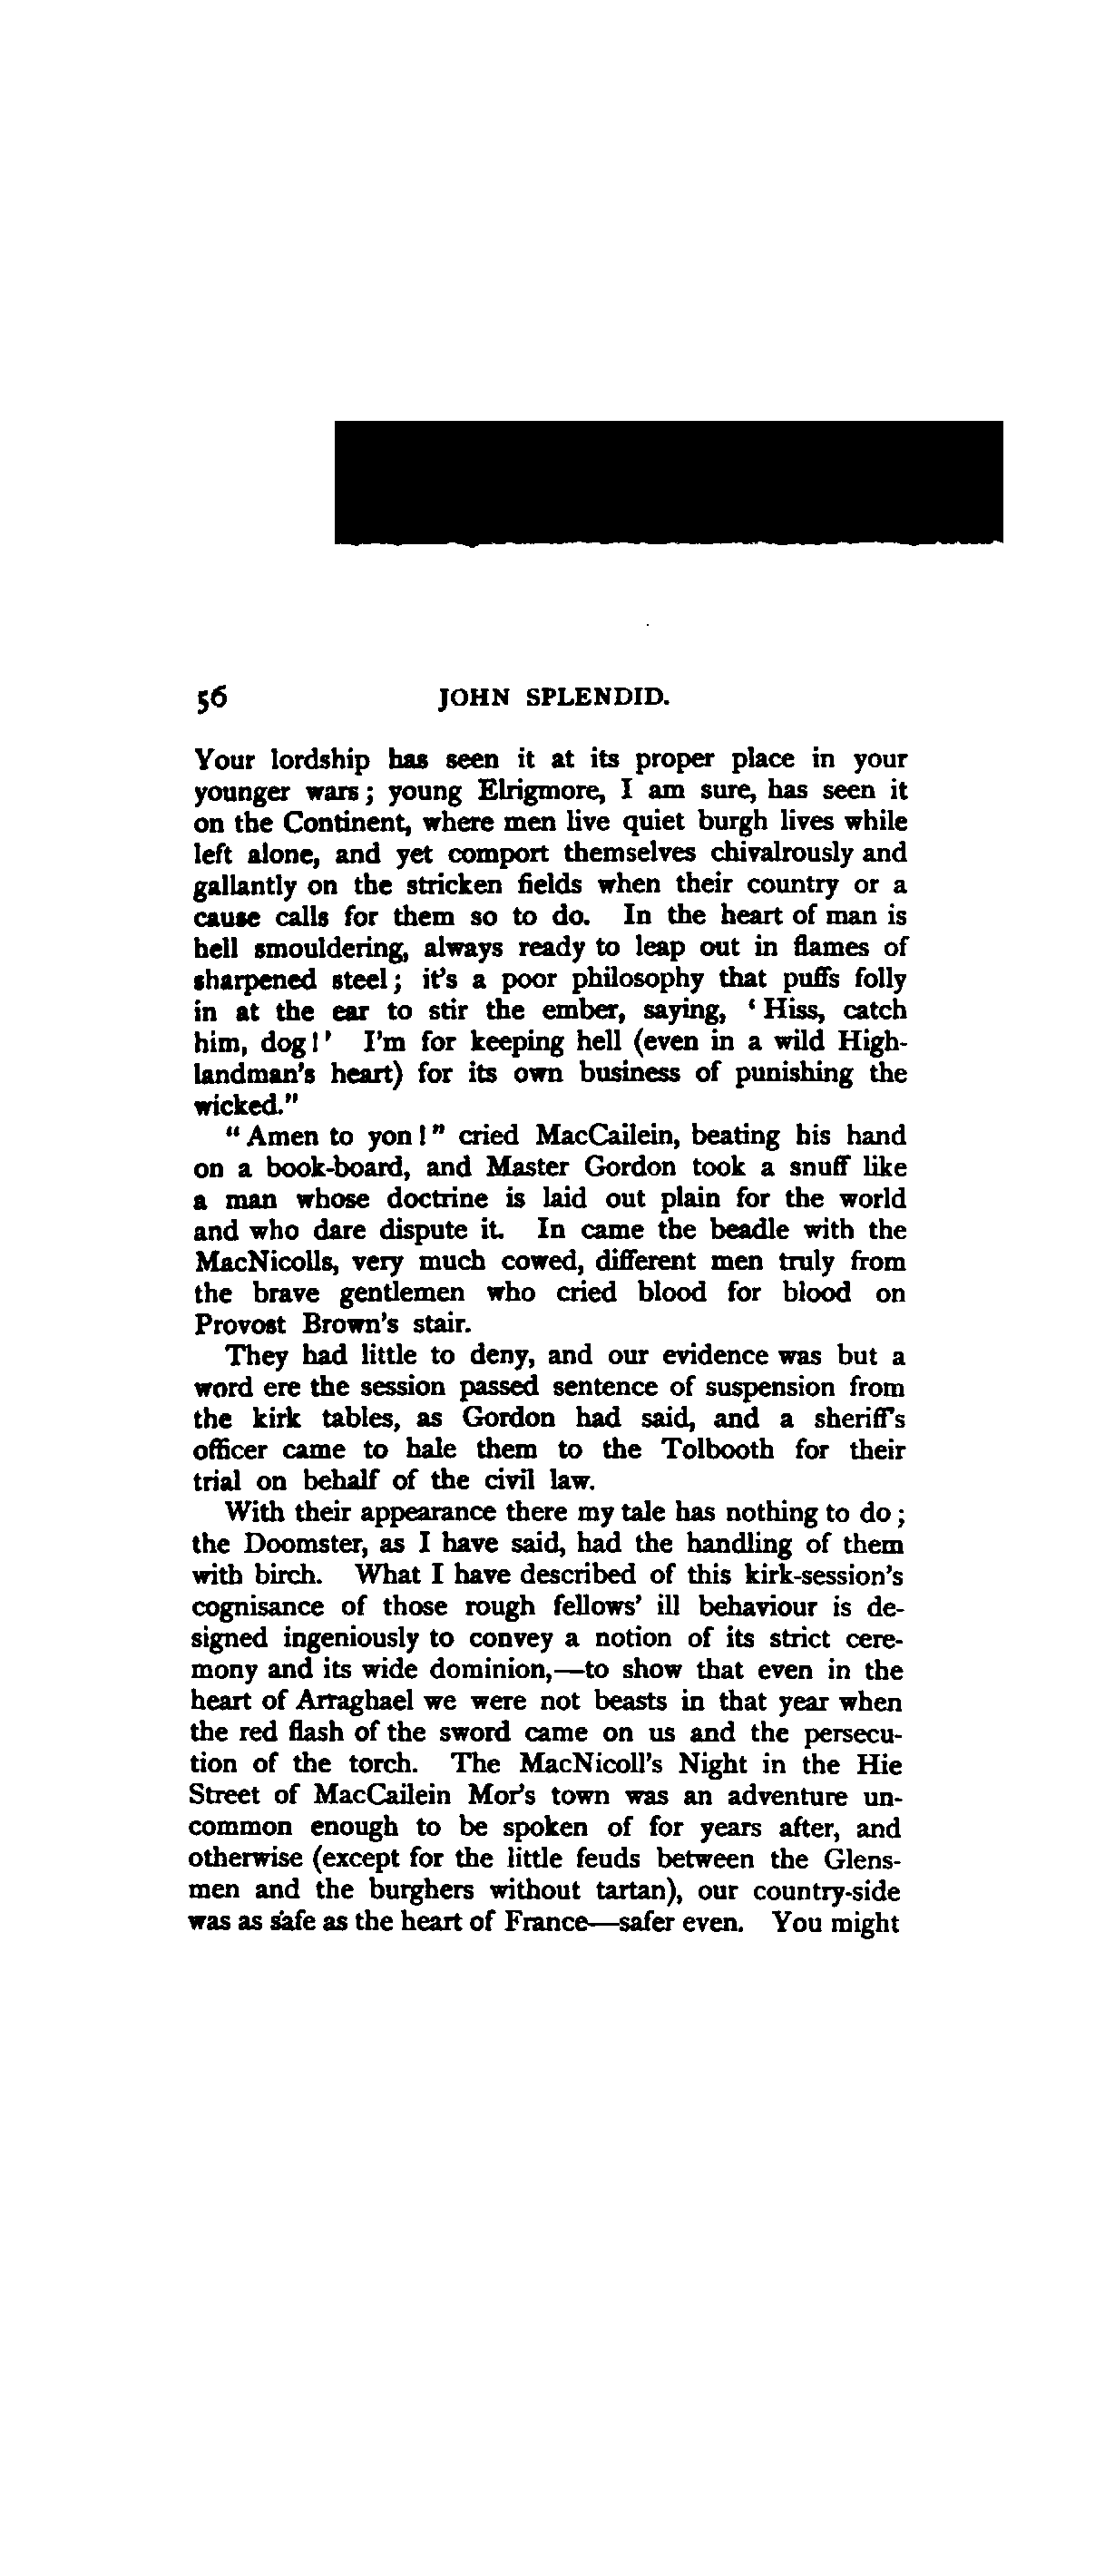 56 JOHN SPLENDID.
Your lordship has seen it at its proper place in your
younger wars; young Elrigmore, I am sure, has seen it
on the Continent, where men live quiet burgh lives while
left alone, and yet comport themselves chivalrously and
gallantly on the stricken fields when their country or a
cause calls for them so to do. In the heart of man is
hell smouldering, always ready to leap out in flames of
sharpened steel; it's a poor philosophy that puffs folly
in at the ear to stir the ember, saying, ‘Hiss, catch
him, dog!’ I'm for keeping hell (even in a wild High-
landman's heart) for its own business of punishing the
wicked."
"Amen to yon!" cried MacCailein, beating his hand
on a book-board, and Master Gordon took a snuff like
a man whose doctrine is laid out plain for the world
and who dare dispute it. In came the beadle with the
MacNicolls, very much cowed, different men truly from
the brave gentlemen who cried blood for blood on
Provost Brown's stair.
They had little to deny, and our evidence was but a
word ere the session passed sentence of suspension from
the kirk tables, as Gordon had said, and a sheriff's
officer came to hale them to the Tolbooth for their
trial on behalf of the civil law.
With their appearance there my tale has nothing to do;
the Doomster, as I have said, had the handling of them
with birch. What I have described of this kirk-session's
cognisance of those rough fellows' ill behaviour is de-
signed ingeniously to convey a notion of its strict cere-
mony and its wide dominion,—to show that even in the
heart of Arraghael we were not beasts in that year when
the red flash of the sword came on us and the persecu-
tion of the torch. The MacNicoll's Night in the Hie
Street of MacCailein Mor's town was an adventure un-
common enough to be spoken of for years after, and
otherwise (except for the little feuds between the Glens-
men and the burghers without tartan), our country-side
was as safe as the heart of France—safer even. You might